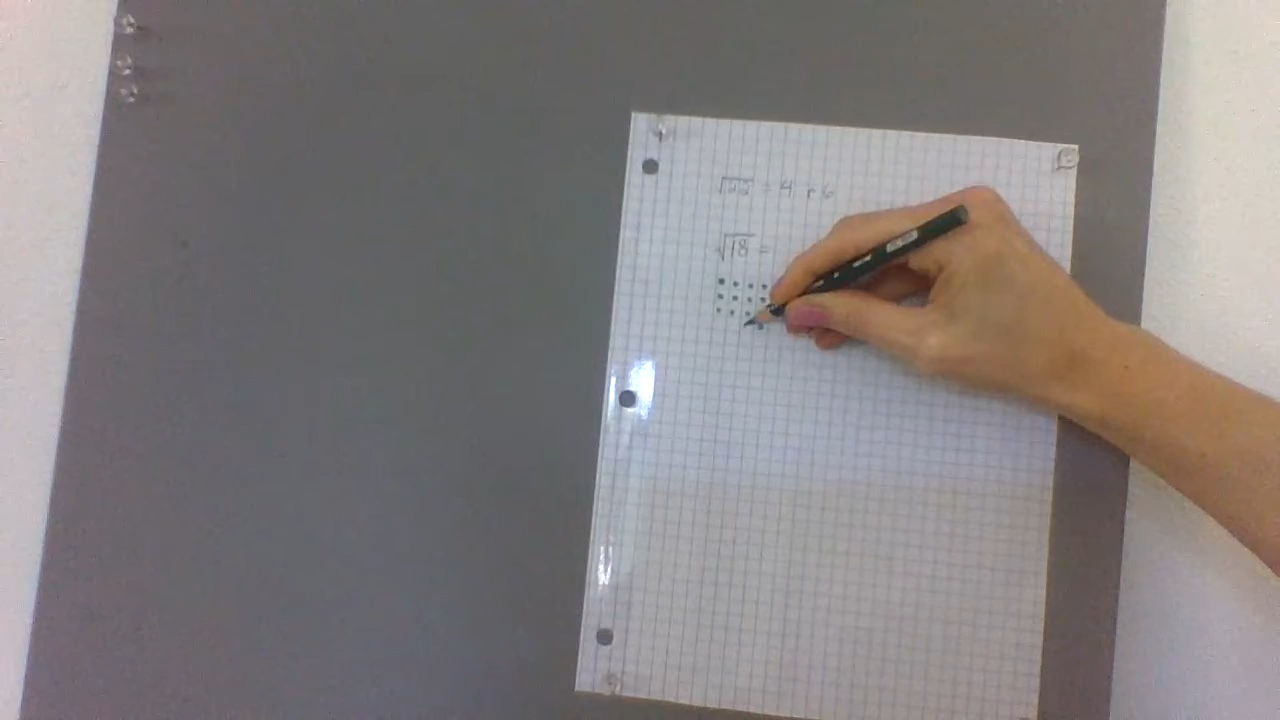 √22 = 4 r 6
√18 =